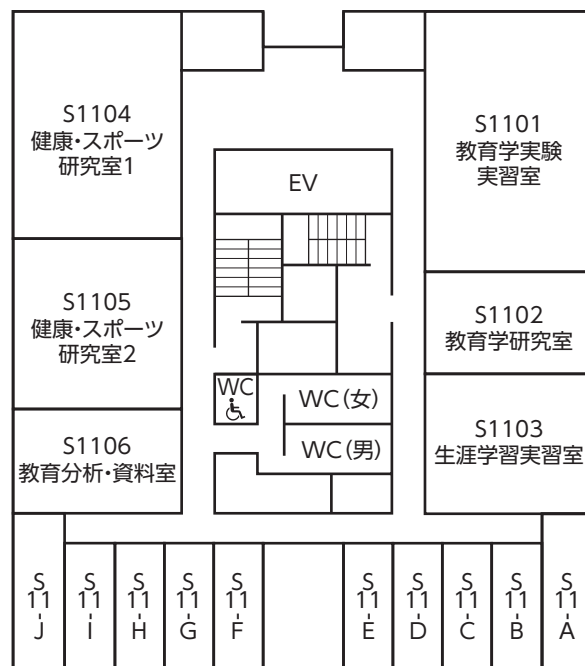 S1104
健康・スポーツ
研究室1
S1101
教育学実験
実習室
EV
S1105
健康・スポーツ
研究室2
S1102
教育学研究室
WC
WC(女)
S1106
教育分析・資料室
WC(男)
S1103
生涯学習実習室
S11-J
S11-I
S11-H
S11-G
S11-F
S11-E
S11-D
S11-C
S11-B
S11-A